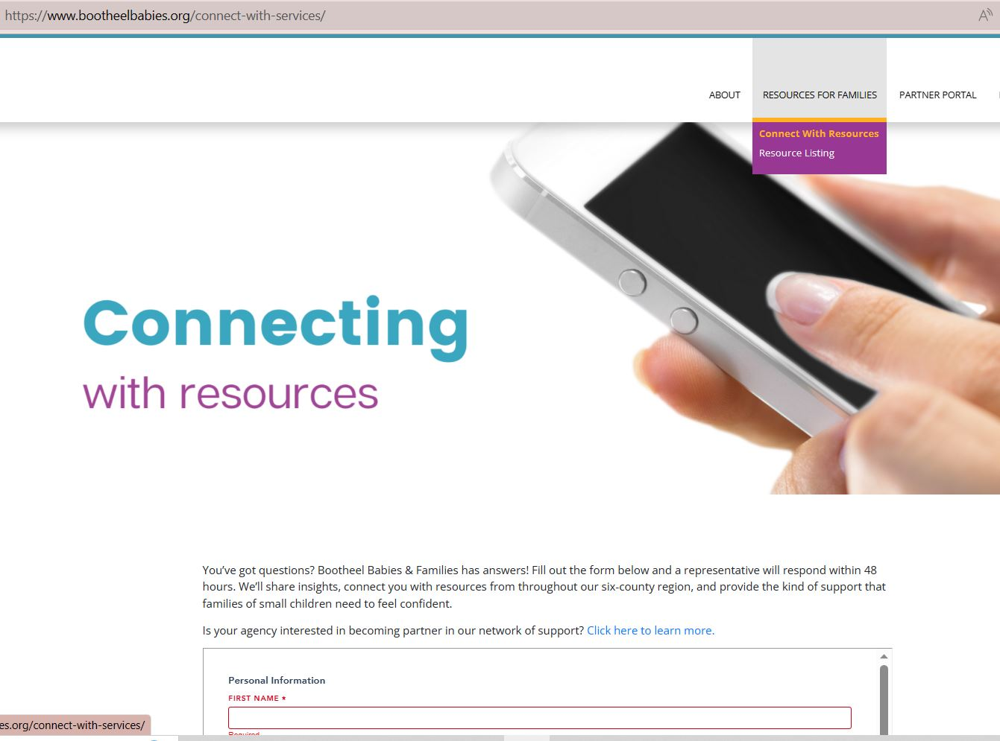 https://www.bootheelbabies.org/connect-with-services/
ABOUT
RESOURCES FOR FAMILIES
PARTNER PORTAL
Connect With Resources
Resource Listing
Connecting
with resources
You’ve got questions? Bootheel Babies & Families has answers! Fill out the form below and a representative will respond within 48
hours. We’ll share insights, connect you with resources from throughout our six-county region, and provide the kind of support that
families of small children need to feel confident.
Is your agency interested in becoming partner in our network of support? Click here to learn more.
Personal Information
FIRST NAME *
Required
es.org/connect-with-services/